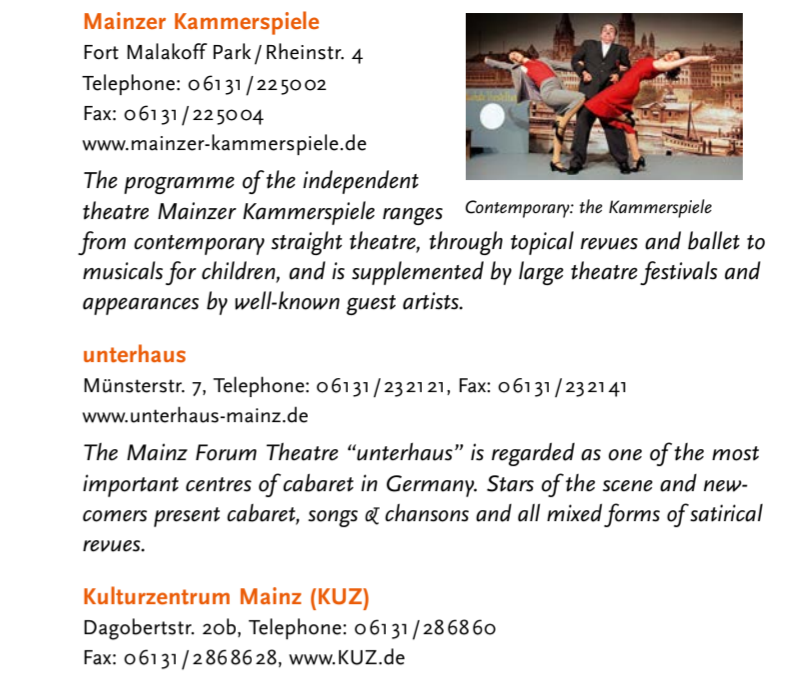 Mainzer Kammerspiele
Fort Malakoff Park / Rheinstr. 4
Telephone: 06131 / 225002
Fax: 06131 / 225004
www.mainzer-kammerspiele.de
The programme of the independent
theatre Mainzer Kammerspiele ranges
Contemporary: the Kammerspiele
from contemporary straight theatre, through topical revues and ballet to
musicals for children, and is supplemented by large theatre festivals and
appearances by well-known guest artists.
unterhaus
Münsterstr. 7, Telephone: 06131 / 232121, Fax: 06131 / 232141
www.unterhaus-mainz.de
The Mainz Forum Theatre “unterhaus” is regarded as one of the most
important centres of cabaret in Germany. Stars of the scene and new-
comers present cabaret, songs & chansons and all mixed forms of satirical
revues.
Kulturzentrum Mainz (KUZ)
Dagobertstr. 20b, Telephone: 06131 / 286860
Fax: 06131 / 2868628, www.KUZ.de